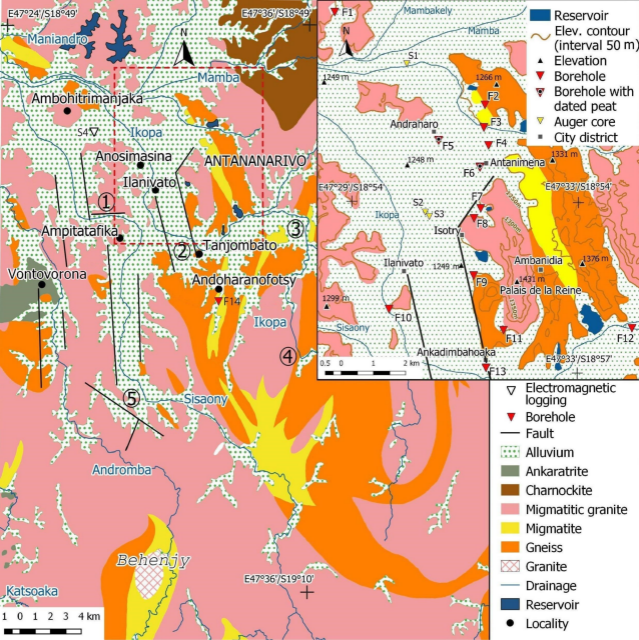 E47°24'/S18°49'
E47°36'/S18°49'
Maniandro
N
Mamba
Ambohitrimanjaka
S4
Ikopa
Anosimasina
ANTANANARIVO
Ilanivato
①
Ampitatafika
②
③
Tanjombato
Vontovorona
Andoharanofotsy
F14
Ikopa
④
⑤
Sisaony
Andromba
Behenjy
E47°36'/S19°10'
Katsoaka
1 0 1 2 3 4 km
F1
Mambakely
Mamba
N
S1
1249 m
1266 m
F2
F3
Andraharo
F5
F4
1248 m
F6
Antanimena
1331 m
E47°29'/S18°54'
E47°33'/S18°54'
F7
Ikopa
S2
S3
F8
1350m
1300m
Isotry
Ilanivato
1249 m
Ambanidia
1376 m
F9
1431 m
Palais de la Reine
1299 m
1350m
F10
Sisaony
F11
F12
Ankadimbahoaka
E47°33'/S18°57'
F13
0.5 0 1 2 km
Reservoir
Elev. contour
(interval 50 m)
Elevation
Borehole
Borehole with
dated peat
Auger core
City district
Electromagnetic
logging
Borehole
Fault
Alluvium
Ankaratrite
Charnockite
Migmatitic granite
Migmatite
Gneiss
Granite
Drainage
Reservoir
Locality